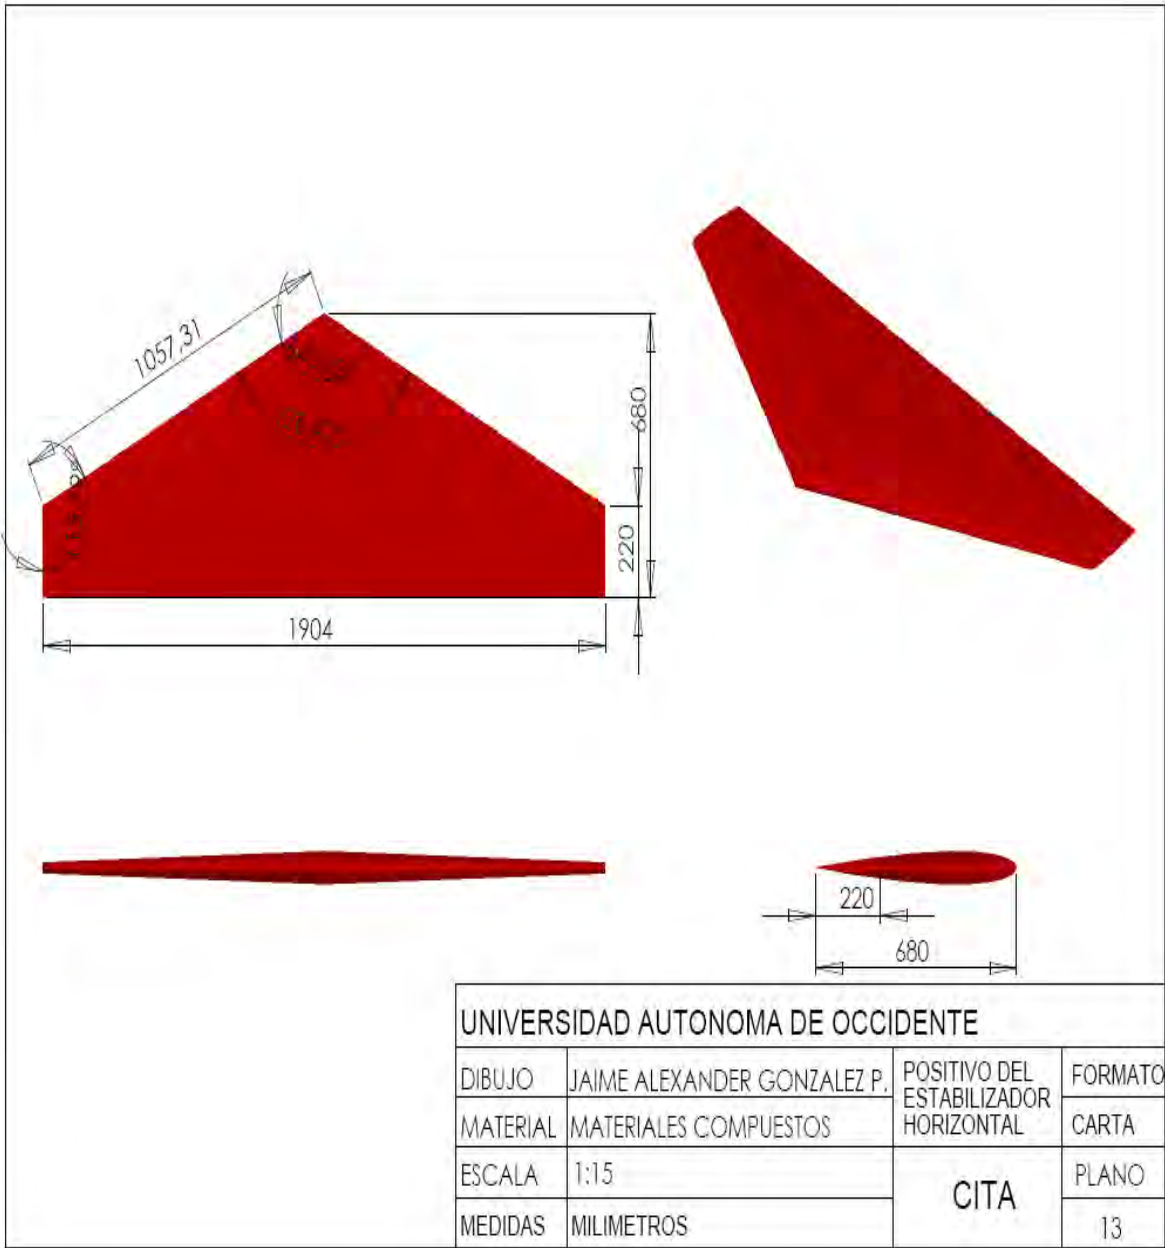 1057,31
680
220
1904
220
680
UNIVERSIDAD AUTONOMA DE OCCIDENTE
DIBUJO JAIME ALEXANDER GONZALEZ P.
POSITIVO DEL
ESTABILIZADOR
HORIZONTAL
FORMATO
MATERIAL MATERIALES COMPUESTOS
CARTA
ESCALA 1:15
CITA
PLANO
MEDIDAS MILIMETROS
13